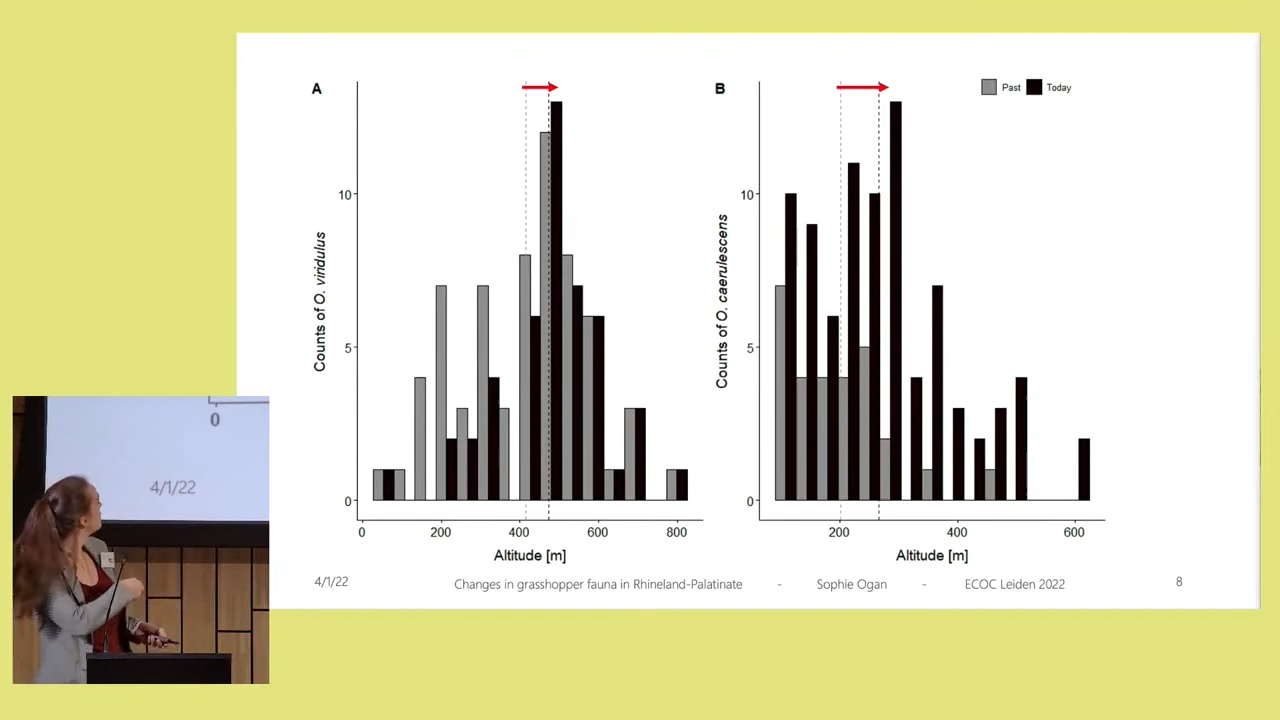 A
B
Past
Today
10
5
0
Counts of O. viridulus
0
200
400
600
800
Altitude [m]
10
5
0
Counts of O. caerulescens
200
400
600
Altitude [m]
4/1/22
Changes in grasshopper fauna in Rhineland-Palatinate - Sophie Ogan - ECOC Leiden 2022
8
0
4/1/22